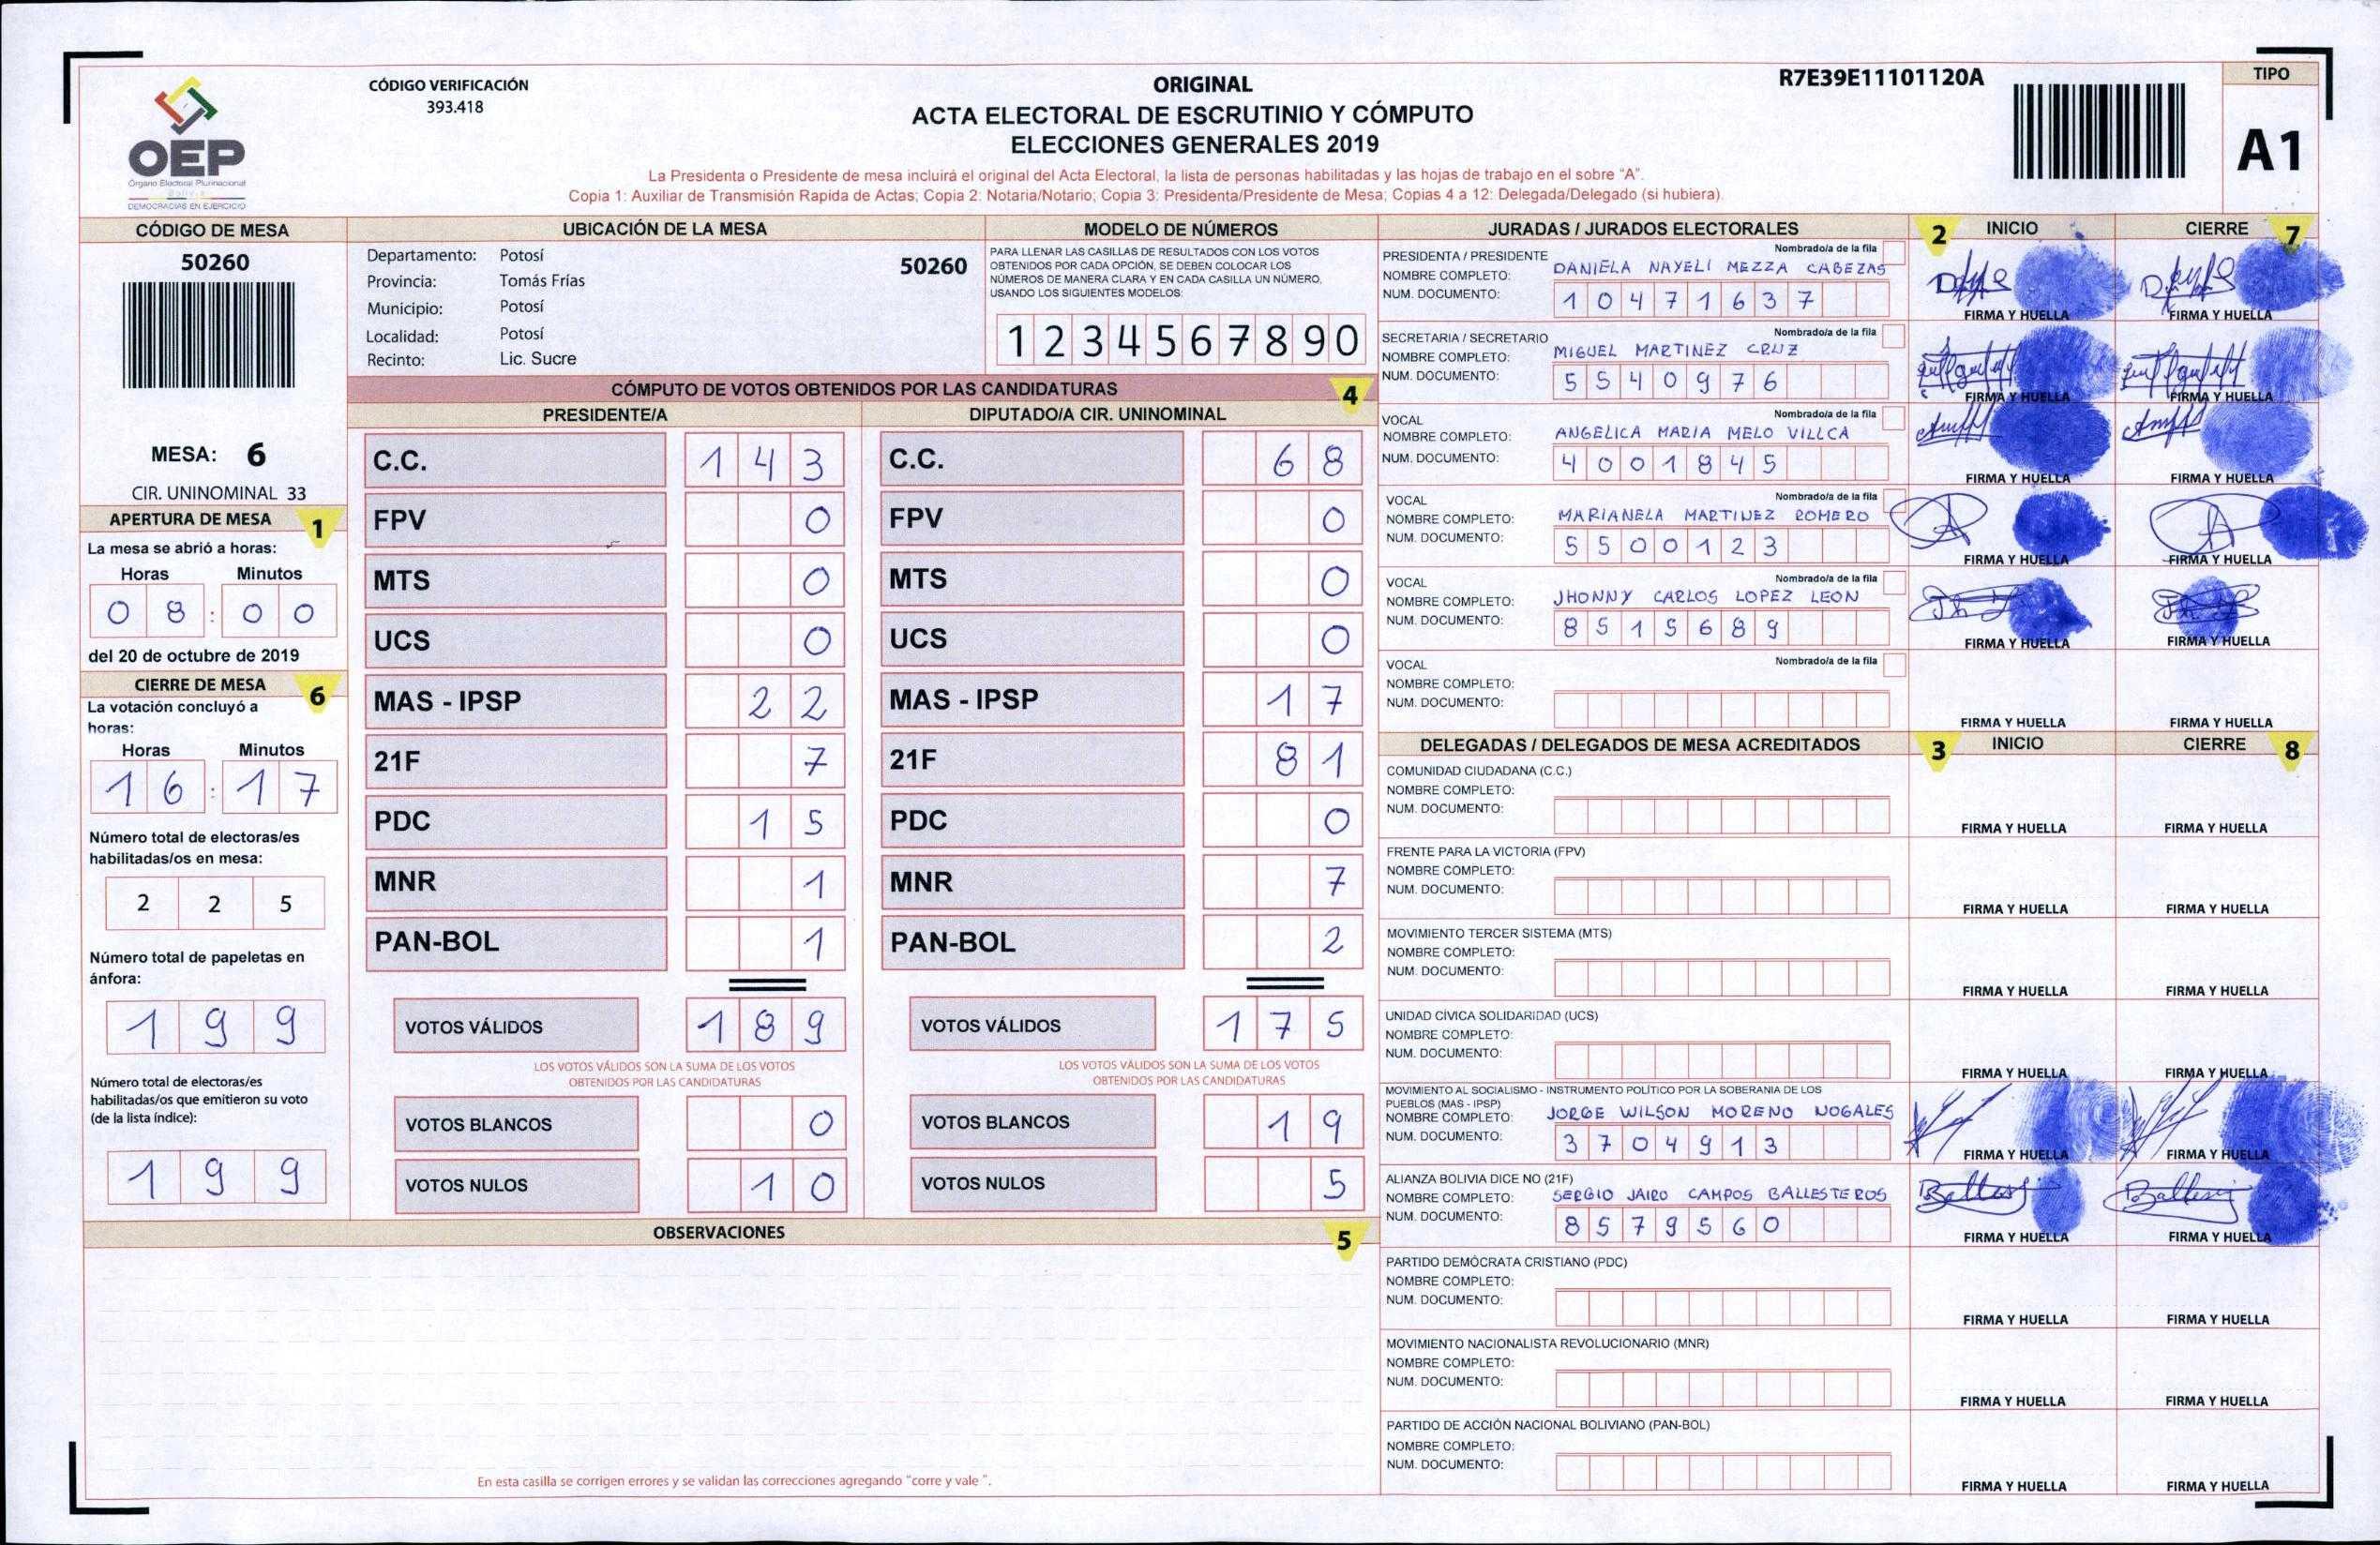 CÓDIGO VERIFICACIÓN
393.418
ORIGINAL
ACTA ELECTORAL DE ESCRUTINIO Y CÓMPUTO
ELECCIONES GENERALES 2019
La Presidenta o Presidente de mesa incluirá el original del Acta Electoral, la lista de personas habilitadas y las hojas de trabajo en el sobre "A".
Copia 1: Auxiliar de Transmisión Rapida de Actas; Copia 2: Notaria/Notario; Copia 3: Presidenta/Presidente de Mesa; Copias 4 a 12: Delegada/Delegado (si hubiera).
R7E39E11101120A
TIPO
A1
OEP
Órgano Electoral Plurinacional
Bolivia
DEMOCRACIAS EN EJERCICIO
CÓDIGO DE MESA
50260
MESA: 6
CIR. UNINOMINAL 33
APERTURA DE MESA 1
La mesa se abrió a horas:
Horas Minutos
08:00
del 20 de octubre de 2019
CIERRE DE MESA 6
La votación concluyó a
horas:
Horas Minutos
16:17
Número total de electoras/es
habilitadas/os en mesa:
225
Número total de papeletas en
ánfora:
199
Número total de electoras/es
habilitadas/os que emitieron su voto
(de la lista índice):
199
UBICACIÓN DE LA MESA
Departamento: Potosí
50260
Provincia: Tomás Frías
Municipio: Potosí
Localidad: Potosí
Recinto: Lic. Sucre
MODELO DE NÚMEROS
PARA LLENAR LAS CASILLAS DE RESULTADOS CON LOS VOTOS
OBTENIDOS POR CADA OPCIÓN, SE DEBEN COLOCAR LOS
NÚMEROS DE MANERA CLARA Y EN CADA CASILLA UN NÚMERO,
USANDO LOS SIGUIENTES MODELOS:
1234567890
CÓMPUTO DE VOTOS OBTENIDOS POR LAS CANDIDATURAS 4
PRESIDENTE/A
C.C. 143
FPV 0
MTS 0
UCS 0
MAS - IPSP 22
21F 7
PDC 15
MNR 1
PAN-BOL 1
VOTOS VÁLIDOS 189
LOS VOTOS VÁLIDOS SON LA SUMA DE LOS VOTOS
OBTENIDOS POR LAS CANDIDATURAS
VOTOS BLANCOS 0
VOTOS NULOS 10
DIPUTADO/A CIR. UNINOMINAL
C.C. 68
FPV 0
MTS 0
UCS 0
MAS - IPSP 17
21F 81
PDC 0
MNR 7
PAN-BOL 2
VOTOS VÁLIDOS 175
LOS VOTOS VÁLIDOS SON LA SUMA DE LOS VOTOS
OBTENIDOS POR LAS CANDIDATURAS
VOTOS BLANCOS 19
VOTOS NULOS 5
OBSERVACIONES 5
En esta casilla se corrigen errores y se validan las correcciones agregando "corre y vale ".
JURADAS / JURADOS ELECTORALES 2 INICIO CIERRE 7
PRESIDENTA / PRESIDENTE Nombrado/a de la fila
NOMBRE COMPLETO: DANIELA NAYELI MEZZA CABEZAS
NUM. DOCUMENTO: 10471637
FIRMA Y HUELLA FIRMA Y HUELLA
SECRETARIA / SECRETARIO Nombrado/a de la fila
NOMBRE COMPLETO: MIGUEL MARTINEZ CRUZ
NUM. DOCUMENTO: 5540976
FIRMA Y HUELLA FIRMA Y HUELLA
VOCAL Nombrado/a de la fila
NOMBRE COMPLETO: ANGELICA MARIA MELO VILLCA
NUM. DOCUMENTO: 4001845
FIRMA Y HUELLA FIRMA Y HUELLA
VOCAL Nombrado/a de la fila
NOMBRE COMPLETO: MARIANELA MARTINEZ ROMERO
NUM. DOCUMENTO: 5500123
FIRMA Y HUELLA FIRMA Y HUELLA
VOCAL Nombrado/a de la fila
NOMBRE COMPLETO: JHONNY CARLOS LOPEZ LEON
NUM. DOCUMENTO: 8515689
FIRMA Y HUELLA FIRMA Y HUELLA
VOCAL Nombrado/a de la fila
NOMBRE COMPLETO:
NUM. DOCUMENTO:
FIRMA Y HUELLA FIRMA Y HUELLA
DELEGADAS / DELEGADOS DE MESA ACREDITADOS 3 INICIO CIERRE 8
COMUNIDAD CIUDADANA (C.C.)
NOMBRE COMPLETO:
NUM. DOCUMENTO:
FIRMA Y HUELLA FIRMA Y HUELLA
FRENTE PARA LA VICTORIA (FPV)
NOMBRE COMPLETO:
NUM. DOCUMENTO:
FIRMA Y HUELLA FIRMA Y HUELLA
MOVIMIENTO TERCER SISTEMA (MTS)
NOMBRE COMPLETO:
NUM. DOCUMENTO:
FIRMA Y HUELLA FIRMA Y HUELLA
UNIDAD CÍVICA SOLIDARIDAD (UCS)
NOMBRE COMPLETO:
NUM. DOCUMENTO:
FIRMA Y HUELLA FIRMA Y HUELLA
MOVIMIENTO AL SOCIALISMO - INSTRUMENTO POLÍTICO POR LA SOBERANIA DE LOS
PUEBLOS (MAS - IPSP)
NOMBRE COMPLETO: JORGE WILSON MORENO NOGALES
NUM. DOCUMENTO: 3704913
FIRMA Y HUELLA FIRMA Y HUELLA
ALIANZA BOLIVIA DICE NO (21F)
NOMBRE COMPLETO: SERGIO JAIRO CAMPOS BALLESTEROS
NUM. DOCUMENTO: 8579560
FIRMA Y HUELLA FIRMA Y HUELLA
PARTIDO DEMÓCRATA CRISTIANO (PDC)
NOMBRE COMPLETO:
NUM. DOCUMENTO:
FIRMA Y HUELLA FIRMA Y HUELLA
MOVIMIENTO NACIONALISTA REVOLUCIONARIO (MNR)
NOMBRE COMPLETO:
NUM. DOCUMENTO:
FIRMA Y HUELLA FIRMA Y HUELLA
PARTIDO DE ACCIÓN NACIONAL BOLIVIANO (PAN-BOL)
NOMBRE COMPLETO:
NUM. DOCUMENTO:
FIRMA Y HUELLA FIRMA Y HUELLA